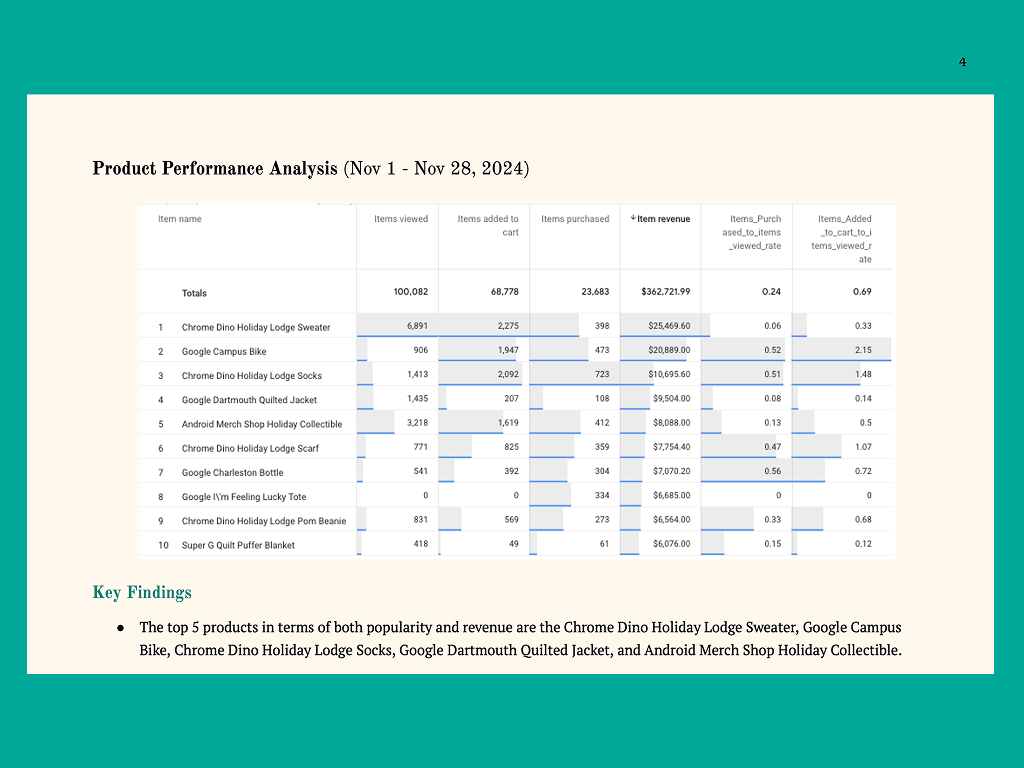 4
Product Performance Analysis (Nov 1 - Nov 28, 2024)
Item name Items viewed Items added to cart Items purchased ↓Item revenue Items_Purch ased_to_items _viewed_rate Items_Added _to_cart_to_i tems_viewed_r ate
Totals 100,082 68,778 23,683 $362,721.99 0.24 0.69
1 Chrome Dino Holiday Lodge Sweater 6,891 2,275 398 $25,469.60 0.06 0.33
2 Google Campus Bike 906 1,947 473 $20,889.00 0.52 2.15
3 Chrome Dino Holiday Lodge Socks 1,413 2,092 723 $10,695.60 0.51 1.48
4 Google Dartmouth Quilted Jacket 1,435 207 108 $9,504.00 0.08 0.14
5 Android Merch Shop Holiday Collectible 3,218 1,619 412 $8,088.00 0.13 0.5
6 Chrome Dino Holiday Lodge Scarf 771 825 359 $7,754.40 0.47 1.07
7 Google Charleston Bottle 541 392 304 $7,070.20 0.56 0.72
8 Google I\'m Feeling Lucky Tote 0 0 334 $6,685.00 0 0
9 Chrome Dino Holiday Lodge Pom Beanie 831 569 273 $6,564.00 0.33 0.68
10 Super G Quilt Puffer Blanket 418 49 61 $6,076.00 0.15 0.12
Key Findings
● The top 5 products in terms of both popularity and revenue are the Chrome Dino Holiday Lodge Sweater, Google Campus
Bike, Chrome Dino Holiday Lodge Socks, Google Dartmouth Quilted Jacket, and Android Merch Shop Holiday Collectible.